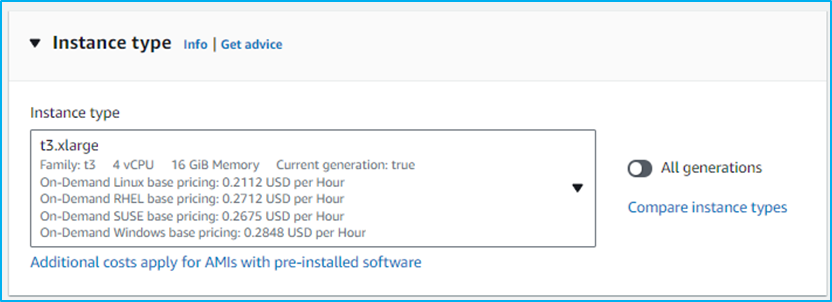 Instance type Info | Get advice
Instance type
t3.xlarge
Family: t3 4 vCPU 16 GiB Memory Current generation: true
On-Demand Linux base pricing: 0.2112 USD per Hour
On-Demand RHEL base pricing: 0.2712 USD per Hour
On-Demand SUSE base pricing: 0.2675 USD per Hour
On-Demand Windows base pricing: 0.2848 USD per Hour
All generations
Compare instance types
Additional costs apply for AMIs with pre-installed software